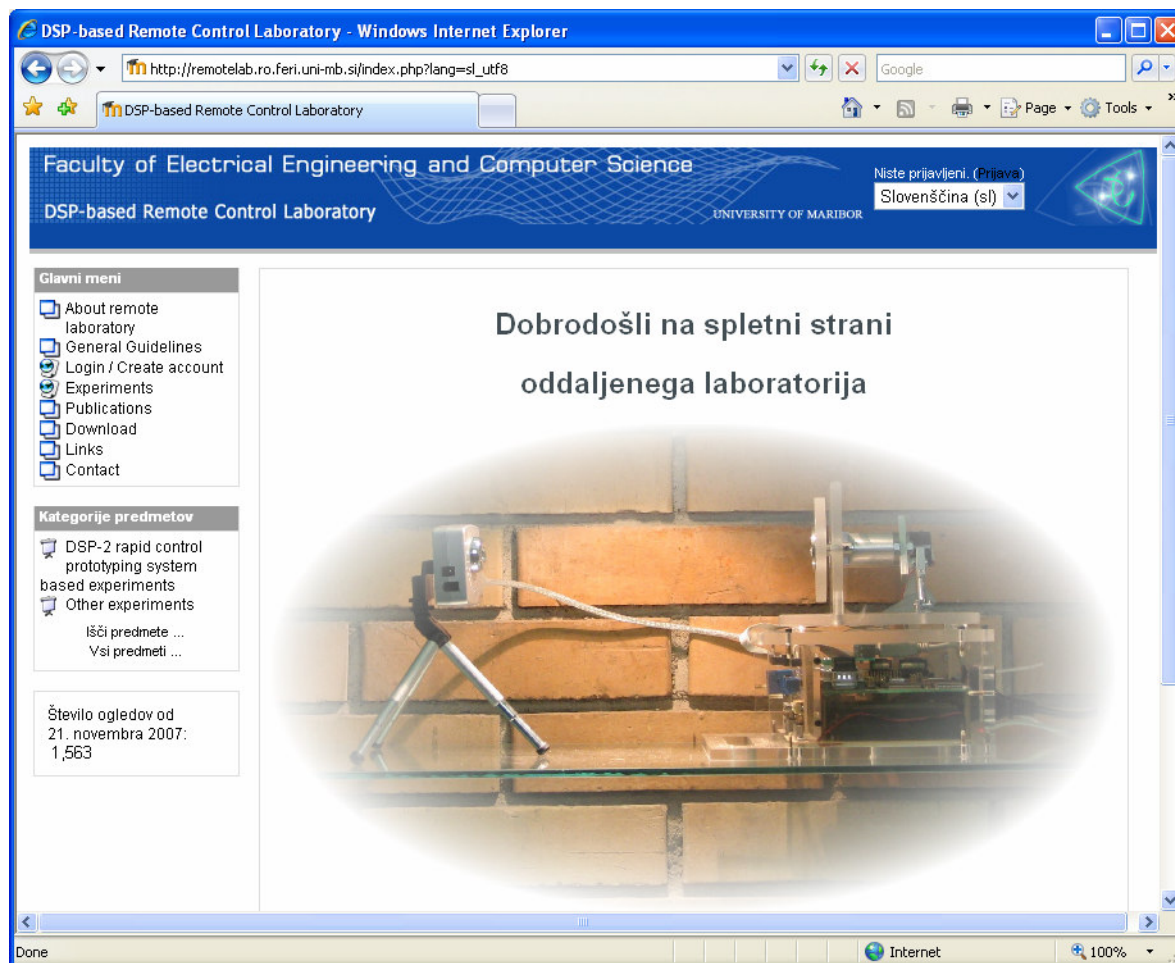 DSP-based Remote Control Laboratory - Windows Internet Explorer
http://remotelab.ro.feri.uni-mb.si/index.php?lang=sl_utf8
Google
DSP-based Remote Control Laboratory
Page
Tools
Faculty of Electrical Engineering and Computer Science
DSP-based Remote Control Laboratory
UNIVERSITY OF MARIBOR
Niste prijavljeni. (Prijava)
Slovenščina (sl)
Glavni meni
About remote
laboratory
General Guidelines
Login / Create account
Experiments
Publications
Download
Links
Contact
Kategorije predmetov
DSP-2 rapid control
prototyping system
based experiments
Other experiments
Išči predmete ...
Vsi predmeti ...
Število ogledov od
21. novembra 2007:
1,563
Dobrodošli na spletni strani
oddaljenega laboratorija
Done
Internet
100%